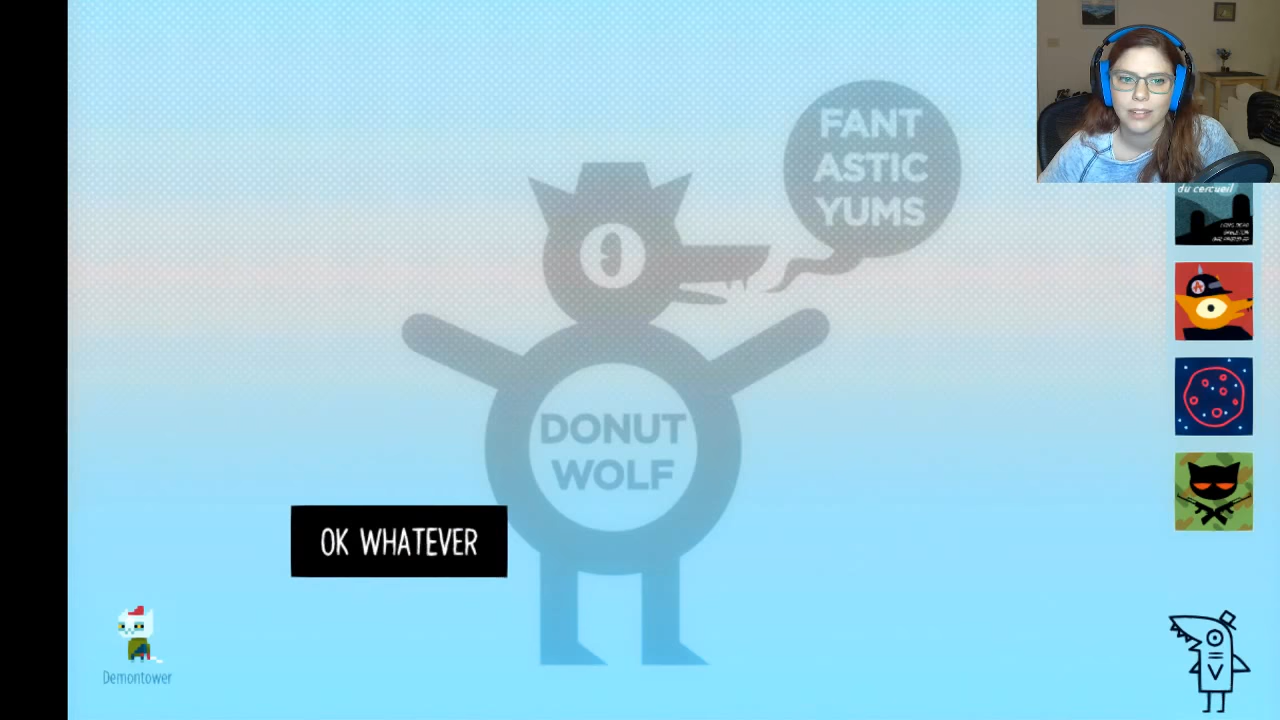 FANT
ASTIC
YUMS
du cercueil
DONUT
WOLF
OK WHATEVER
Demontower